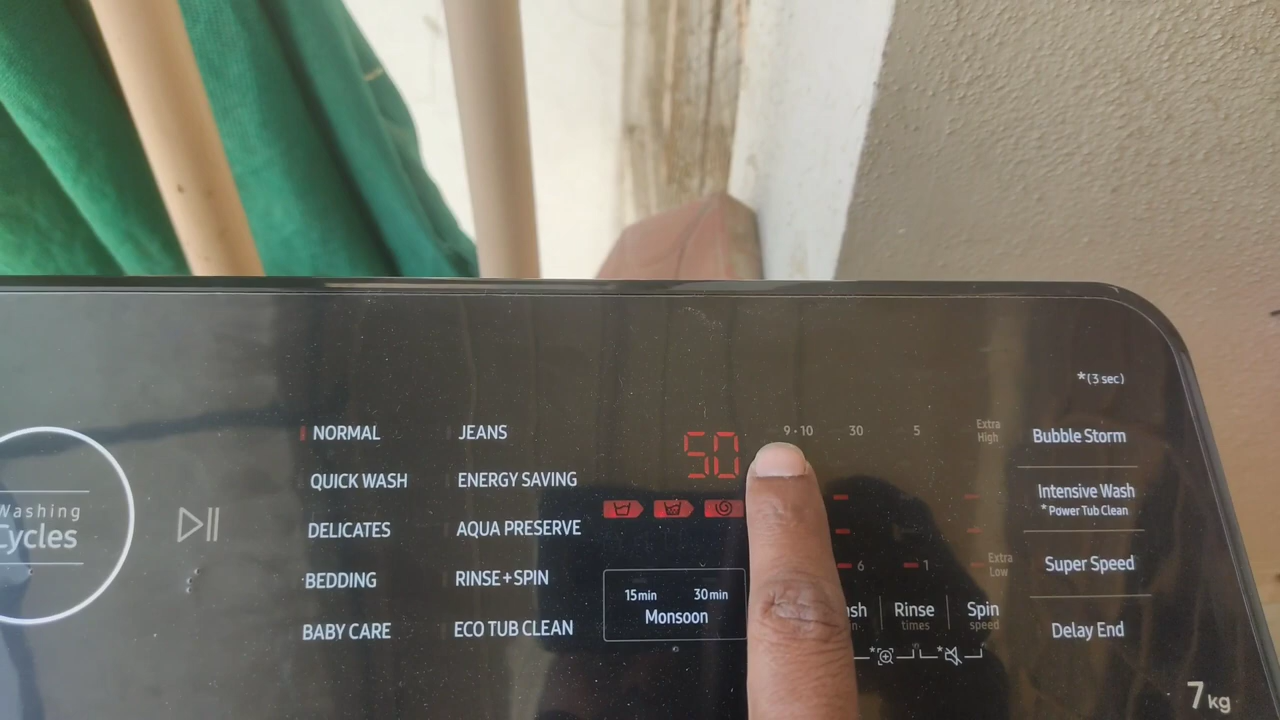 *(3 sec)
9·10 30 5 Extra High
NORMAL JEANS 50 Bubble Storm
QUICK WASH ENERGY SAVING
Intensive Wash
*Power Tub Clean
Washing
Cycles
DELICATES AQUA PRESERVE
6 1 Extra Low
Super Speed
BEDDING RINSE+SPIN
15min 30min
Monsoon
Rinse times
Spin speed
BABY CARE ECO TUB CLEAN
Delay End
7kg